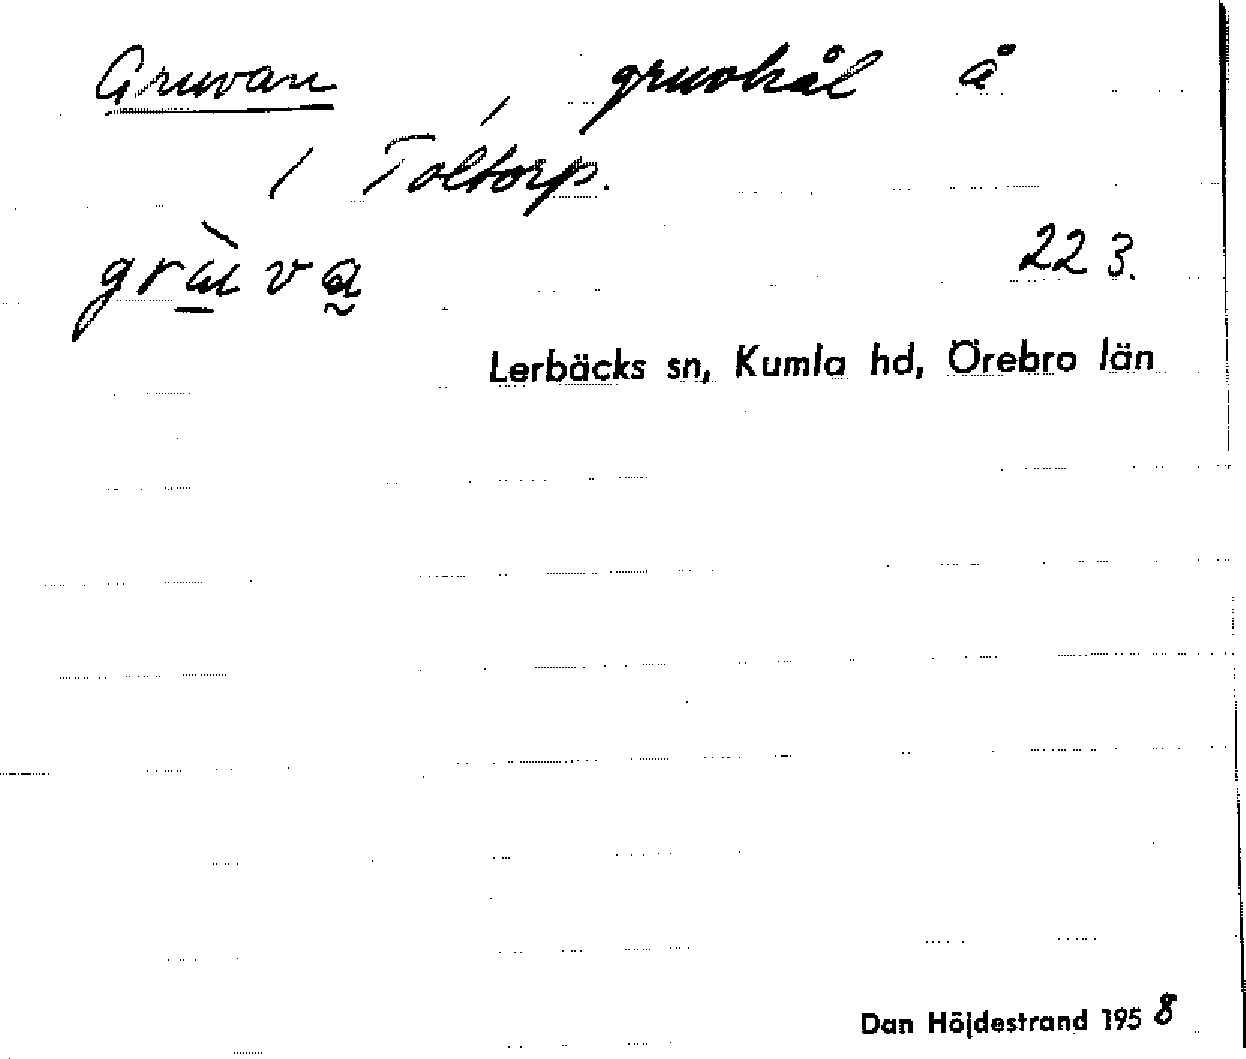 Gruvan, gruvhål å
/ Toltorp.
grùva
223.
Lerbäcks sn, Kumla hd, Örebro län
Dan Höjdestrand 1958